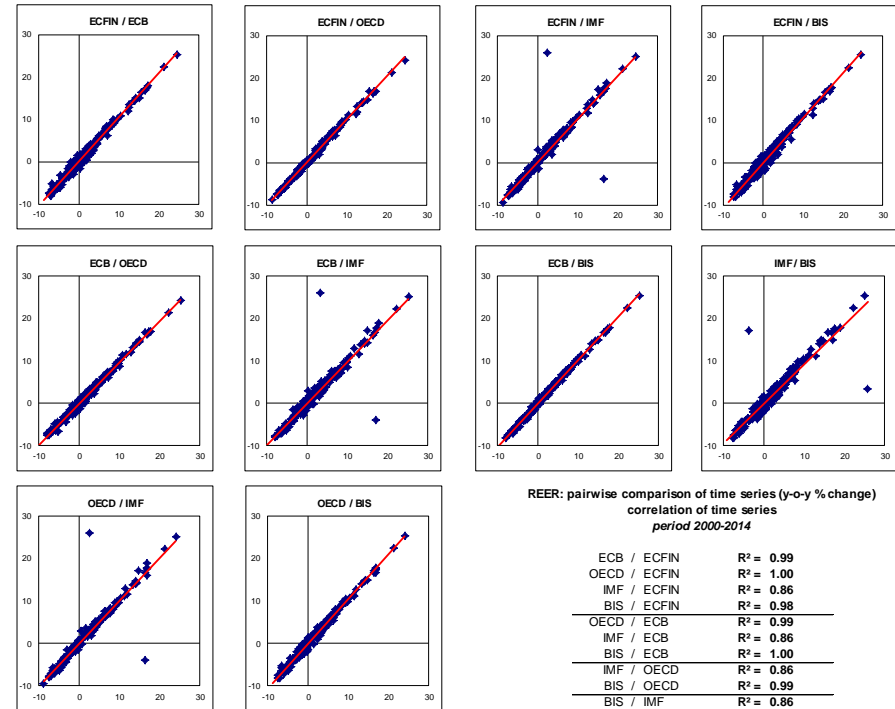 ECFIN / ECB
30
20
10
0
-10
-10 0 10 20 30
ECFIN / OECD
30
20
10
0
-10
-10 0 10 20 30
ECFIN / IMF
30
20
10
0
-10
-10 0 10 20 30
ECFIN / BIS
30
20
10
0
-10
-10 0 10 20 30
ECB / OECD
30
20
10
0
-10
-10 0 10 20 30
ECB / IMF
30
20
10
0
-10
-10 0 10 20 30
ECB / BIS
30
20
10
0
-10
-10 0 10 20 30
IMF / BIS
30
20
10
0
-10
-10 0 10 20 30
OECD / IMF
30
20
10
0
-10
-10 0 10 20 30
OECD / BIS
30
20
10
0
-10
-10 0 10 20 30
REER: pairwise comparison of time series (y-o-y % change)
correlation of time series
period 2000-2014
ECB / ECFIN R² = 0.99
OECD / ECFIN R² = 1.00
IMF / ECFIN R² = 0.86
BIS / ECFIN R² = 0.98
OECD / ECB R² = 0.99
IMF / ECB R² = 0.86
BIS / ECB R² = 1.00
IMF / OECD R² = 0.86
BIS / OECD R² = 0.99
BIS / IMF R² = 0.86